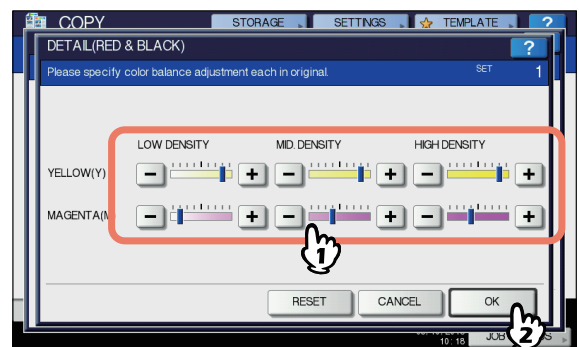 COPY STORAGE SETTINGS TEMPLATE ?
DETAIL(RED & BLACK) ?
Please specify color balance adjustment each in original. SET 1
LOW DENSITY MID. DENSITY HIGH DENSITY
YELLOW(Y) - + - + - +
MAGENTA(M - + - + - +
1
RESET CANCEL OK
2
10:18 JOB S